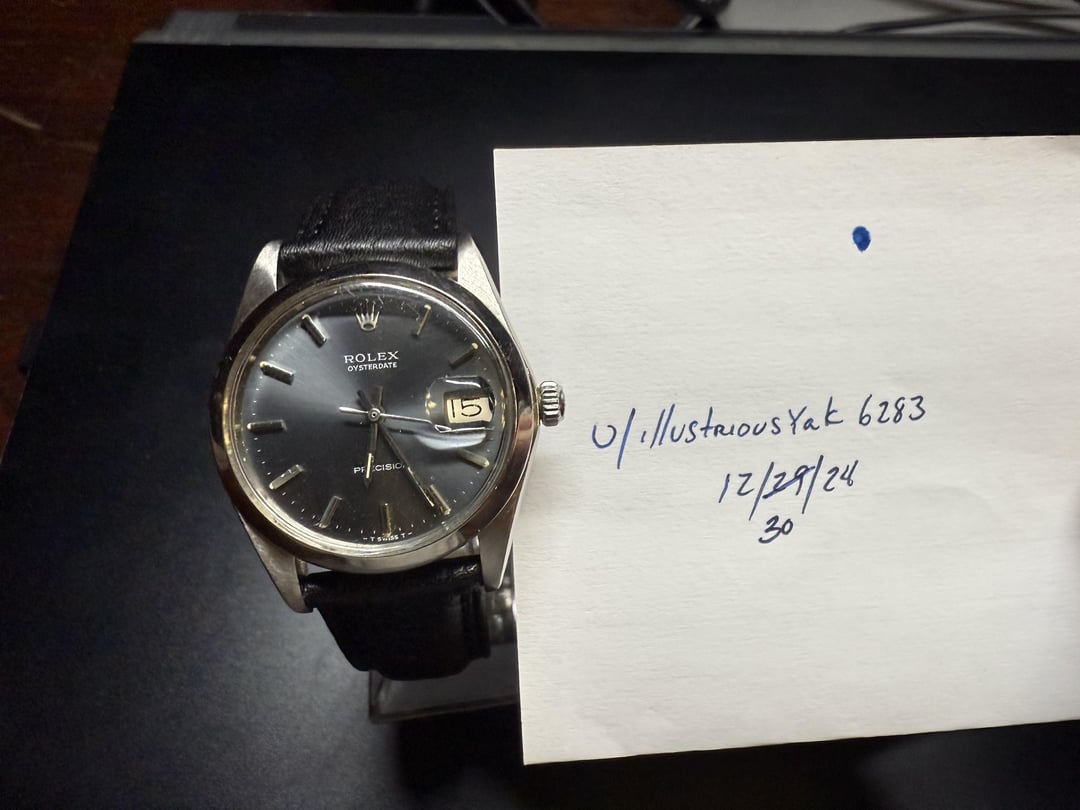 ROLEX
OYSTERDATE
15
PRECISION
- T SWISS T -
u/illustriousYak 6283
12/29/24
30